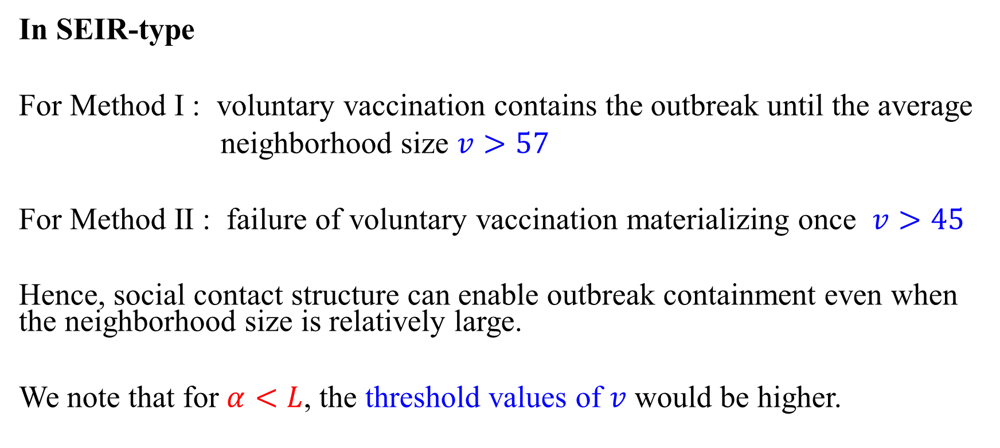 In SEIR-type
For Method I : voluntary vaccination contains the outbreak until the average
neighborhood size 𝑣 > 57
For Method II : failure of voluntary vaccination materializing once 𝑣 > 45
Hence, social contact structure can enable outbreak containment even when
the neighborhood size is relatively large.
We note that for 𝛼 < 𝐿, the threshold values of 𝑣 would be higher.